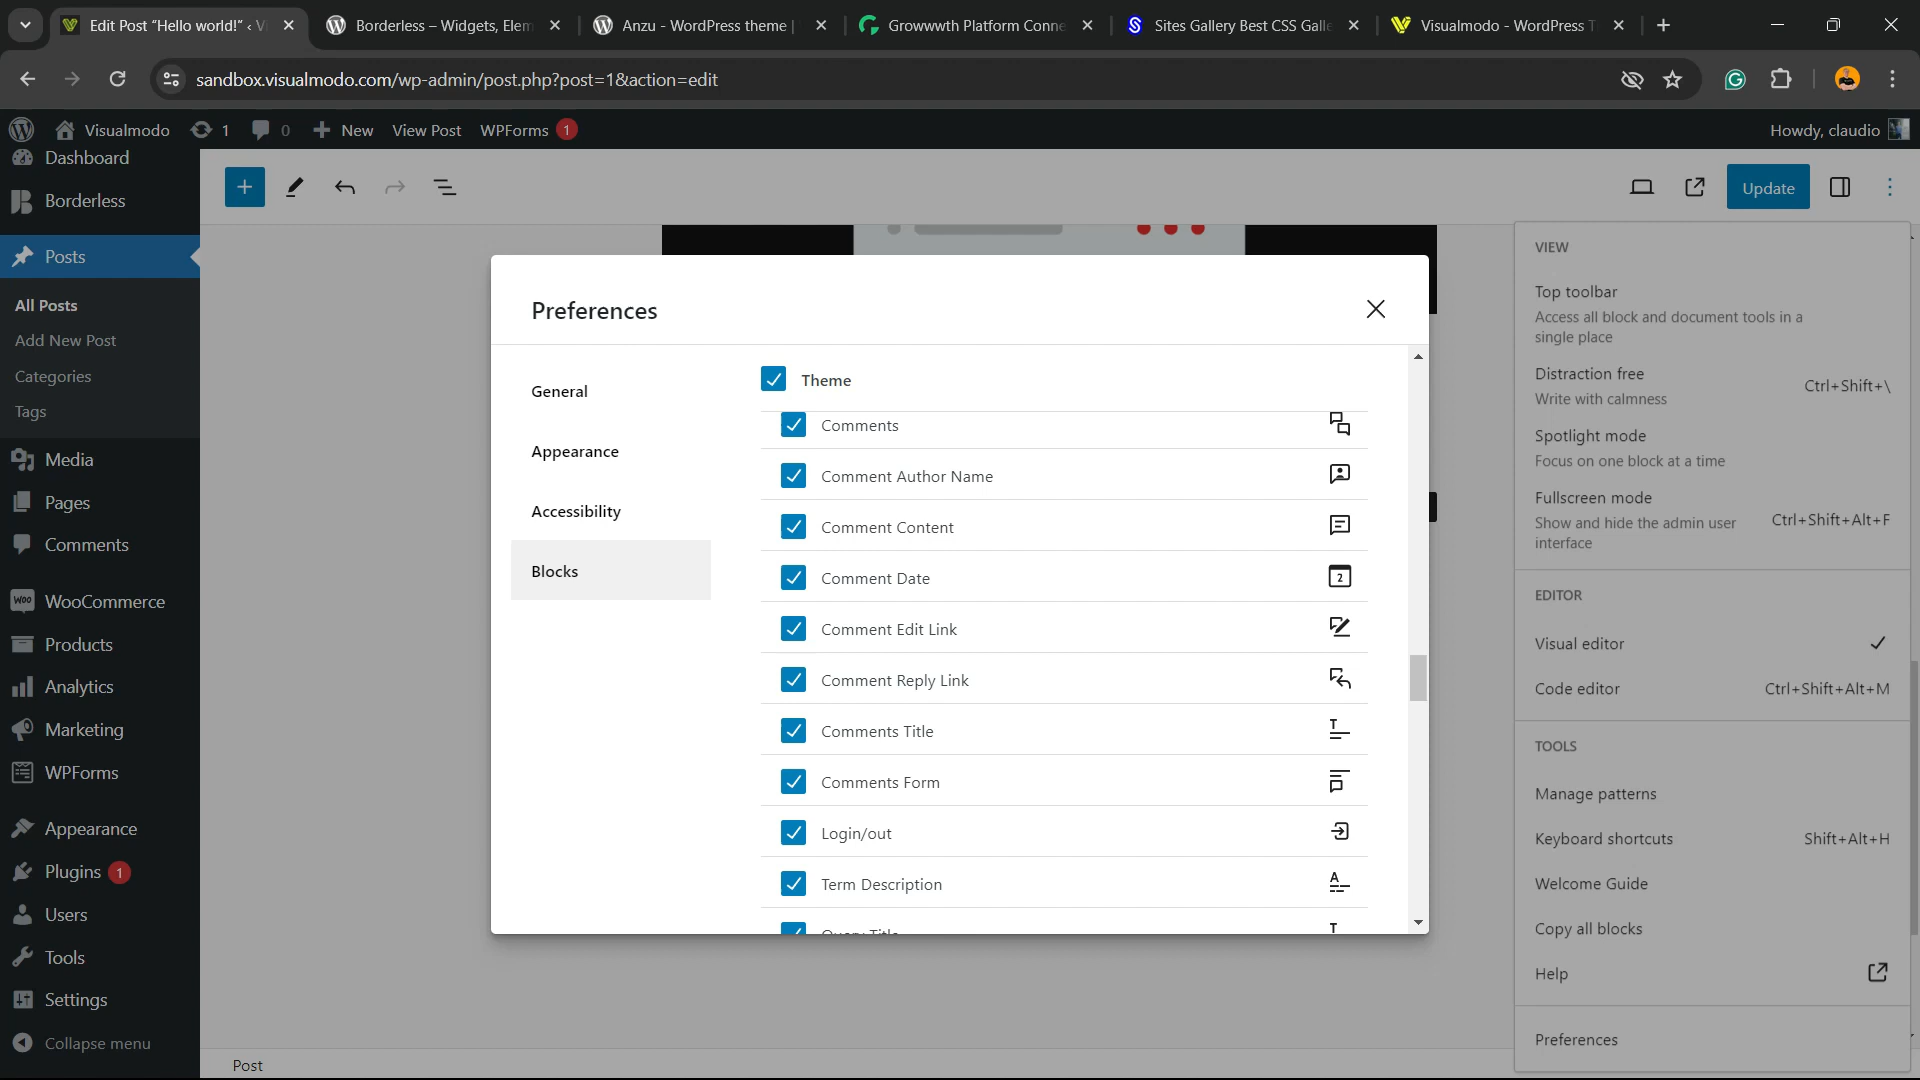 Edit Post “Hello world!” ‹ V
Borderless – Widgets, Elem
Anzu - WordPress theme |
Growwwth Platform Conne
Sites Gallery Best CSS Galle
Visualmodo - WordPress T
sandbox.visualmodo.com/wp-admin/post.php?post=1&action=edit
Visualmodo
1
0
New
View Post
WPForms
1
Howdy, claudio
Dashboard
Borderless
Posts
All Posts
Add New Post
Categories
Tags
Media
Pages
Comments
Woo
WooCommerce
Products
Analytics
Marketing
WPForms
Appearance
Plugins
1
Users
Tools
Settings
Collapse menu
Update
Preferences
General
Appearance
Accessibility
Blocks
Theme
Comments
Comment Author Name
Comment Content
Comment Date
2
Comment Edit Link
Comment Reply Link
Comments Title
T
Comments Form
Login/out
Term Description
A
Query Title
T
VIEW
Top toolbar
Access all block and document tools in a
single place
Distraction free
Ctrl+Shift+\
Write with calmness
Spotlight mode
Focus on one block at a time
Fullscreen mode
Show and hide the admin user
interface
Ctrl+Shift+Alt+F
EDITOR
Visual editor
Code editor
Ctrl+Shift+Alt+M
TOOLS
Manage patterns
Keyboard shortcuts
Shift+Alt+H
Welcome Guide
Copy all blocks
Help
Preferences
Post